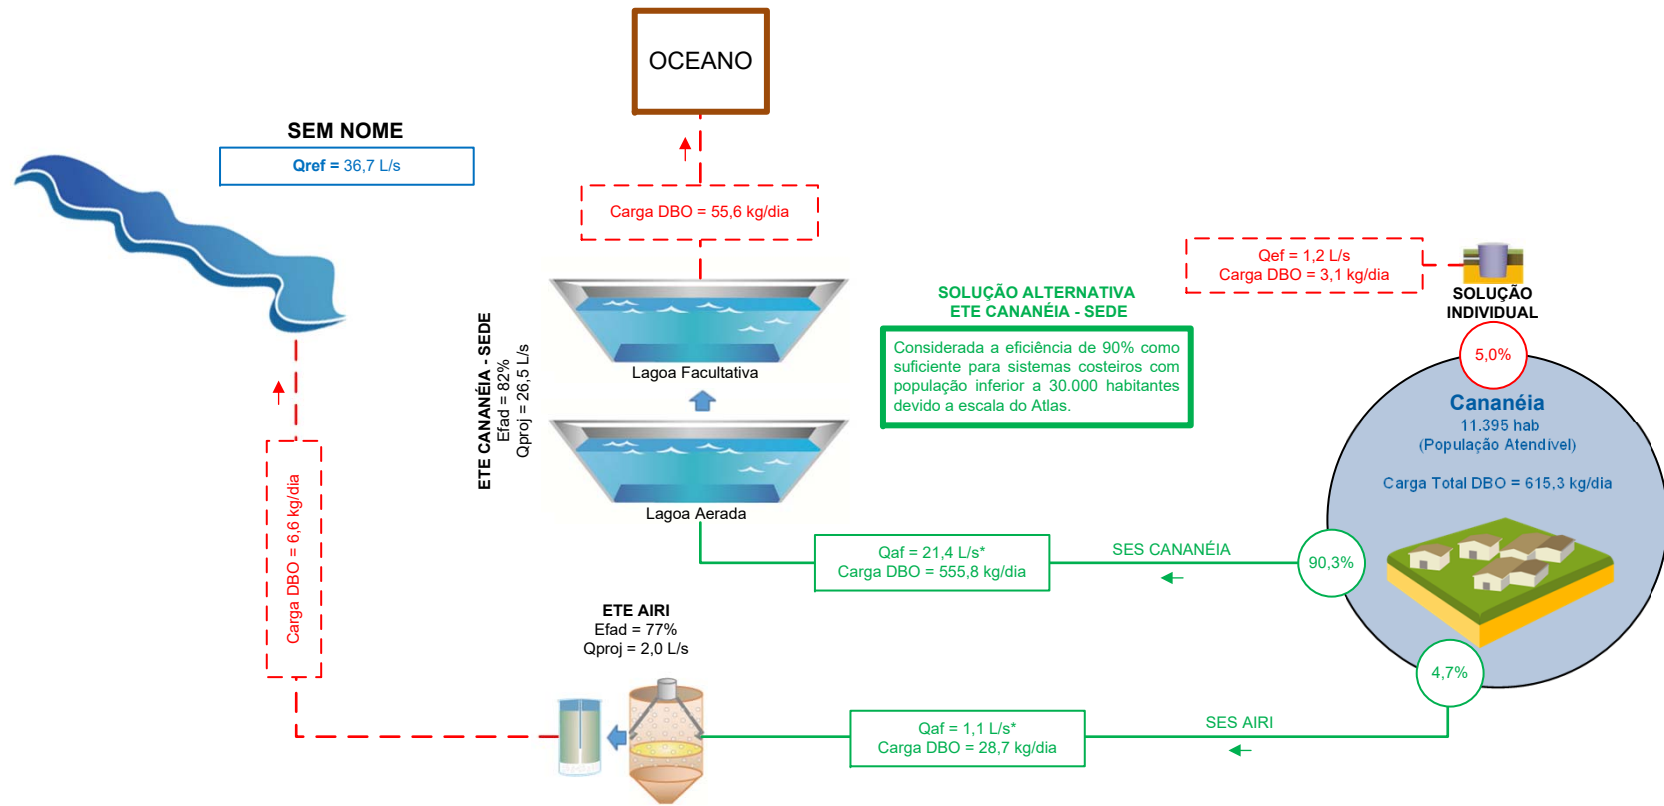 OCEANO
SEM NOME
Qref = 36,7 L/s
Carga DBO = 55,6 kg/dia
Qef = 1,2 L/s
Carga DBO = 3,1 kg/dia
SOLUÇÃO
INDIVIDUAL
5,0%
SOLUÇÃO ALTERNATIVA
ETE CANANÉIA - SEDE
Considerada a eficiência de 90% como
suficiente para sistemas costeiros com
população inferior a 30.000 habitantes
devido a escala do Atlas.
ETE CANANÉIA - SEDE
Efad = 82%
Qproj = 26,5 L/s
Lagoa Facultativa
Lagoa Aerada
Cananéia
11.395 hab
(População Atendível)
Carga Total DBO = 615,3 kg/dia
Qaf = 21,4 L/s*
Carga DBO = 555,8 kg/dia
SES CANANÉIA
90,3%
Carga DBO = 6,6 kg/dia
ETE AIRI
Efad = 77%
Qproj = 2,0 L/s
4,7%
Qaf = 1,1 L/s*
Carga DBO = 28,7 kg/dia
SES AIRI